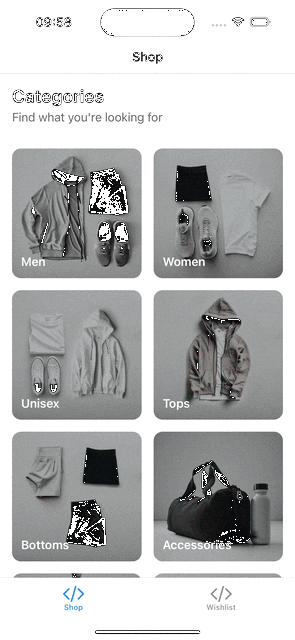 09:58
Shop
Categories
Find what you're looking for
Men
Women
Unisex
Tops
Bottoms
Accessories
Shop
Wishlist